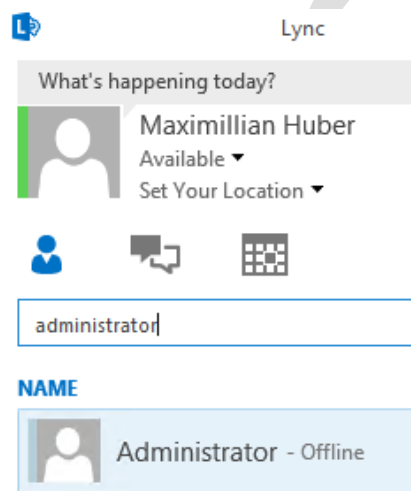 Lync
What's happening today?
Maximillian Huber
Available
Set Your Location
administrator
NAME
Administrator - Offline